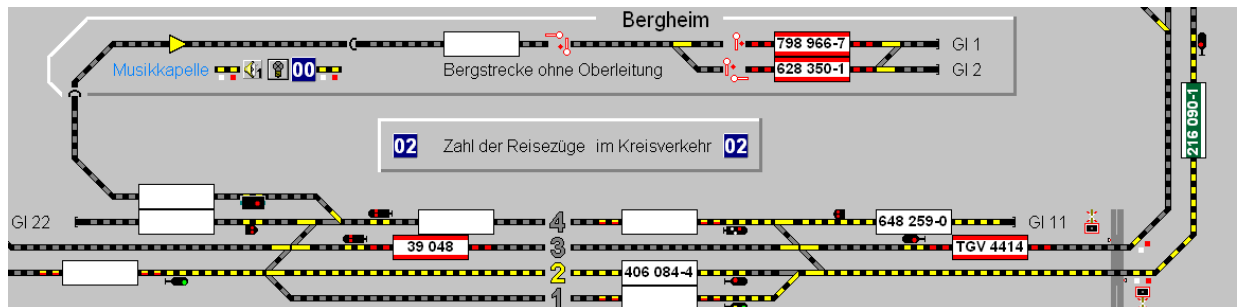 Bergheim
798 966-7 Gl 1
Musikkapelle 1 00 Bergstrecke ohne Oberleitung 628 350-1 Gl 2
216 090-1
02 Zahl der Reisezüge im Kreisverkehr 02
Gl 22 4 648 259-0 Gl 11
39 048 3 TGV 4414
2 406 084-4
1